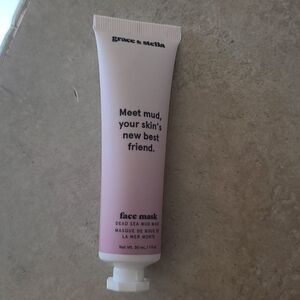 grace & stella
Meet mud,
your skin's
new best
friend.
face mask
DEAD SEA MUD MASK
MASQUE DE BOUE DE
LA MER MORTE